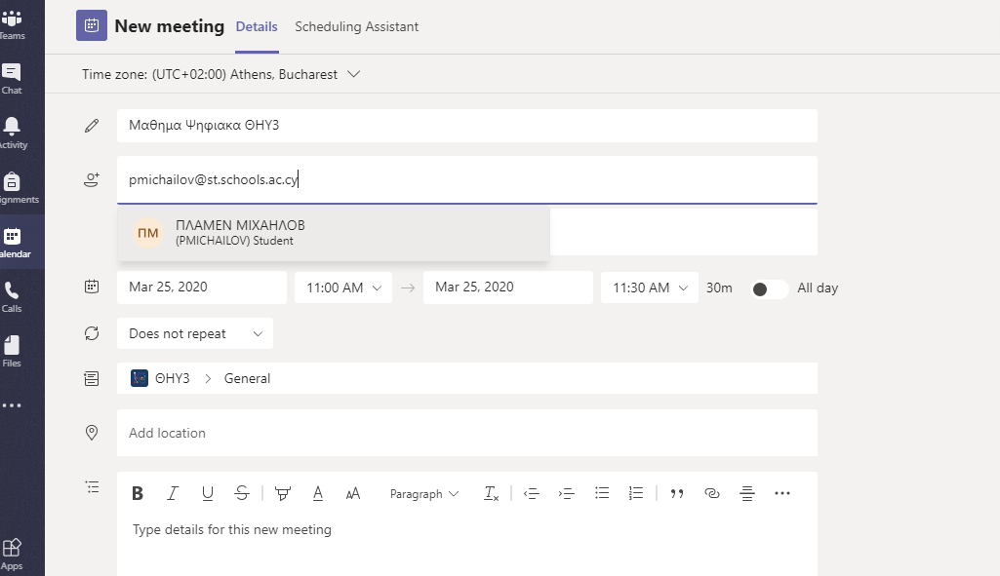 New meeting Details Scheduling Assistant
Teams
Time zone: (UTC+02:00) Athens, Bucharest
Chat
Μαθημα Ψηφιακα ΘΗΥ3
Activity
pmichailov@st.schools.ac.cy
ignments
ΠΜ ΠΛΑΜΕΝ ΜΙΧΑΗΛΟΒ
(PMICHAILOV) Student
alendar
Mar 25, 2020 11:00 AM → Mar 25, 2020 11:30 AM 30m All day
Calls
Does not repeat
Files
ΘΗΥ3 > General
Add location
B I U S A AA Paragraph Tx
Type details for this new meeting
Apps